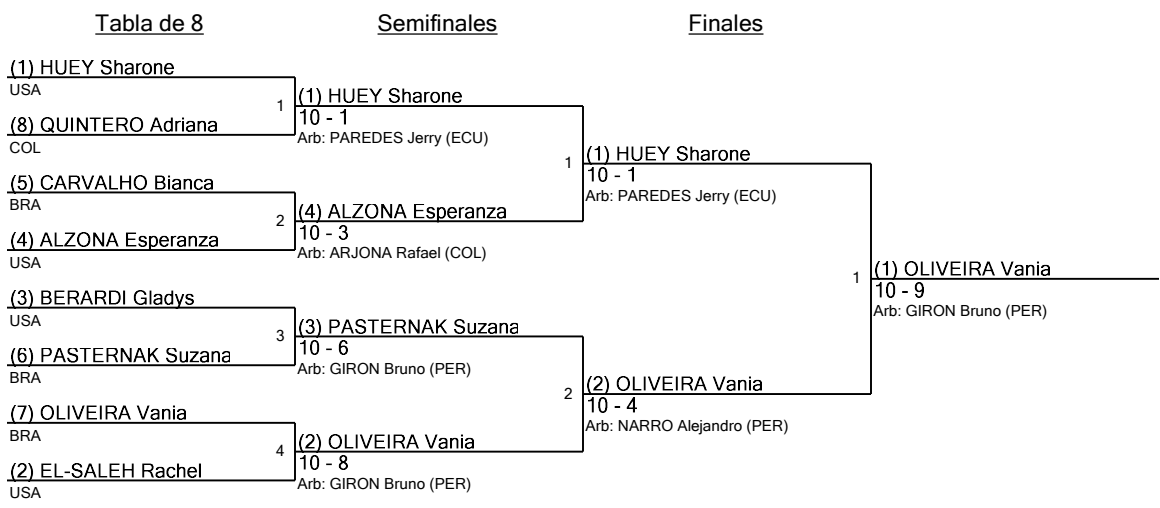 Tabla de 8
Semifinales
Finales
(1) HUEY Sharone
USA
1
(8) QUINTERO Adriana
COL
(5) CARVALHO Bianca
BRA
2
(4) ALZONA Esperanza
USA
(3) BERARDI Gladys
USA
3
(6) PASTERNAK Suzana
BRA
(7) OLIVEIRA Vania
BRA
4
(2) EL-SALEH Rachel
USA
(1) HUEY Sharone
10 - 1
Arb: PAREDES Jerry (ECU)
1
(4) ALZONA Esperanza
10 - 3
Arb: ARJONA Rafael (COL)
(3) PASTERNAK Suzana
10 - 6
Arb: GIRON Bruno (PER)
2
(2) OLIVEIRA Vania
10 - 8
Arb: GIRON Bruno (PER)
(1) HUEY Sharone
10 - 1
Arb: PAREDES Jerry (ECU)
1
(2) OLIVEIRA Vania
10 - 4
Arb: NARRO Alejandro (PER)
(1) OLIVEIRA Vania
10 - 9
Arb: GIRON Bruno (PER)